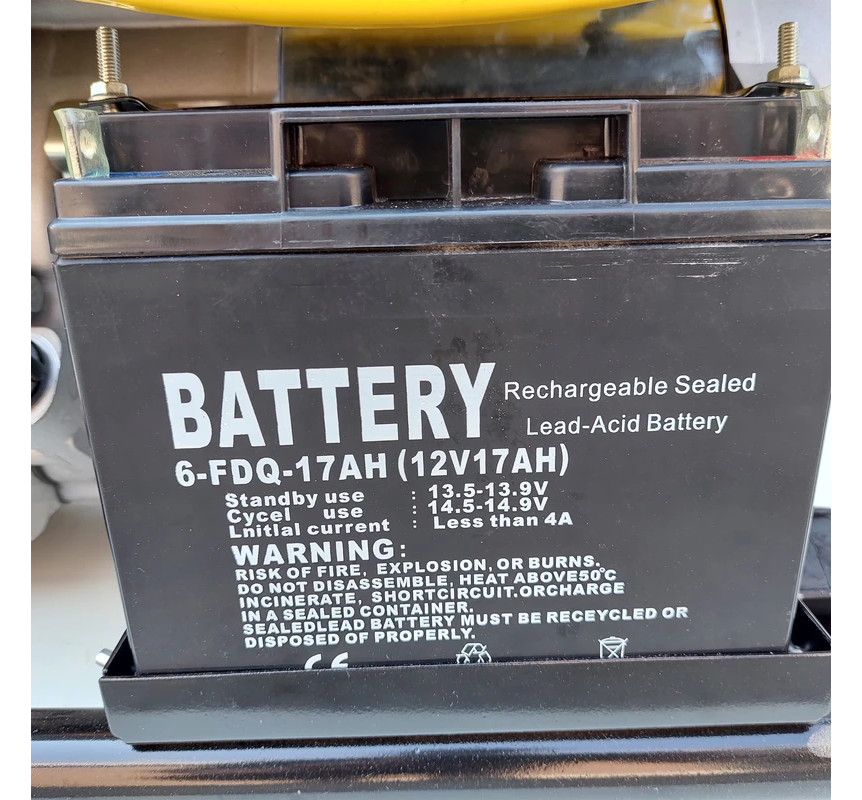 BATTERY
Rechargeable Sealed
Lead-Acid Battery
6-FDQ-17AH (12V17AH)
Standby use : 13.5-13.9V
Cycel use : 14.5-14.9V
Lnitial current : Less than 4A
WARNING:
RISK OF FIRE, EXPLOSION, OR BURNS.
DO NOT DISASSEMBLE, HEAT ABOVE50℃
INCINERATE, SHORTCIRCUIT.ORCHARGE
IN A SEALED CONTAINER.
SEALEDLEAD BATTERY MUST BE RECYCLED OR
DISPOSED OF PROPERLY.
CE